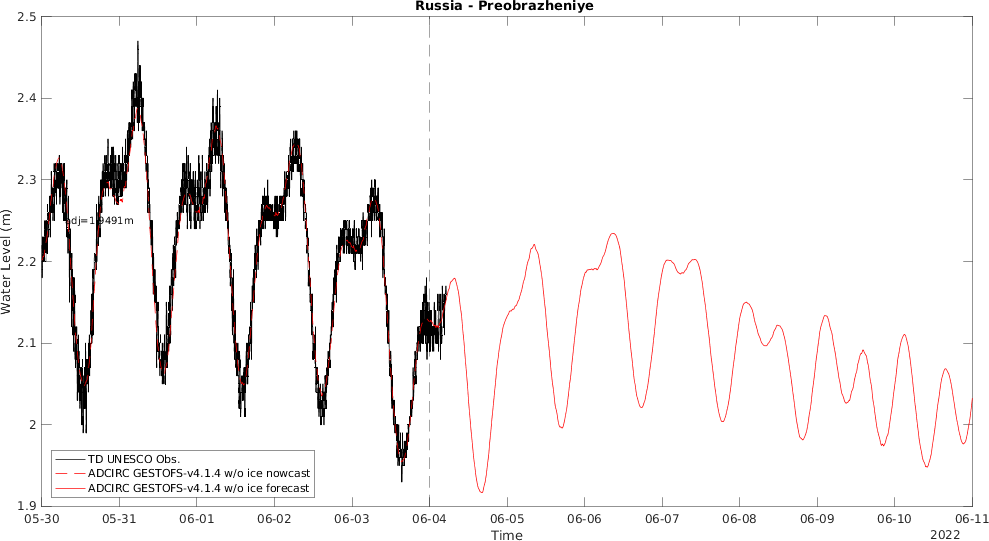 Russia - Preobrazheniye
2.5
2.4
2.3
2.2
2.1
2
1.9
Water Level (m)
adj=1.9491m
TD UNESCO Obs.
ADCIRC GESTOFS-v4.1.4 w/o ice nowcast
ADCIRC GESTOFS-v4.1.4 w/o ice forecast
05-30 05-31 06-01 06-02 06-03 06-04 06-05 06-06 06-07 06-08 06-09 06-10 06-11
Time
2022